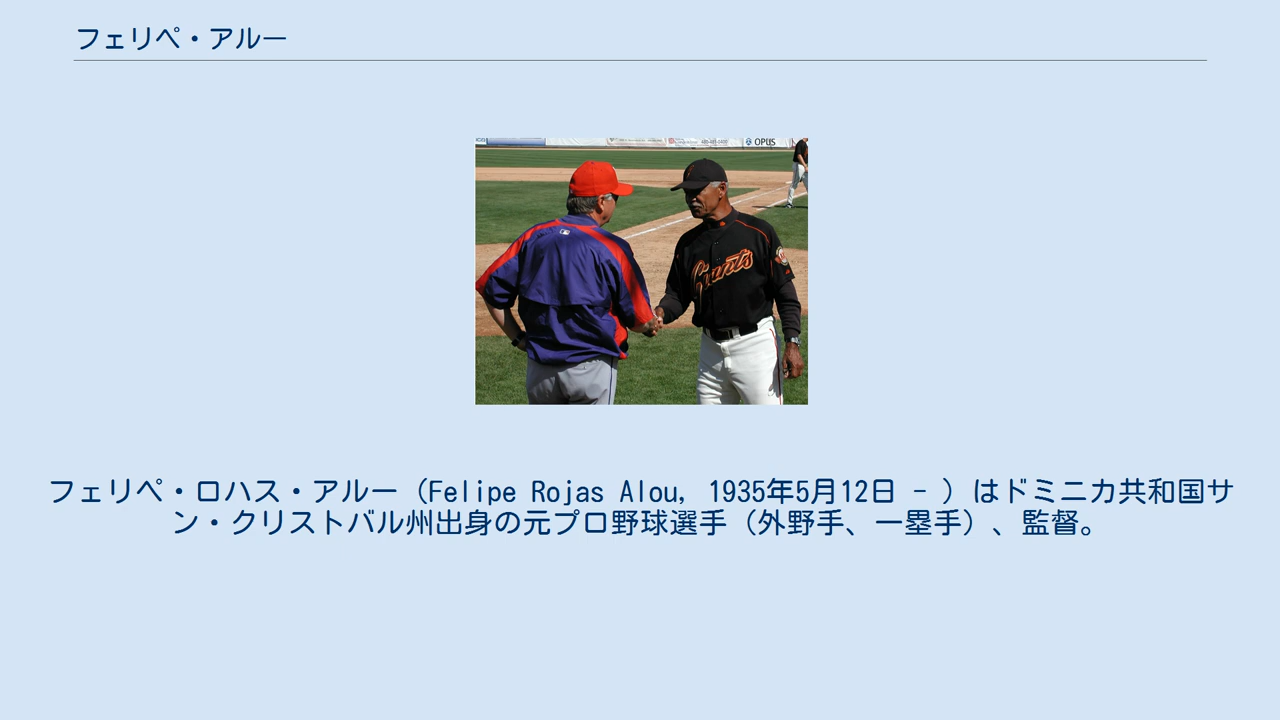 フェリペ・アルー
OPUS
Giants
フェリペ・ロハス・アルー（Felipe Rojas Alou, 1935年5月12日 - ）はドミニカ共和国サ
ン・クリストバル州出身の元プロ野球選手（外野手、一塁手）、監督。